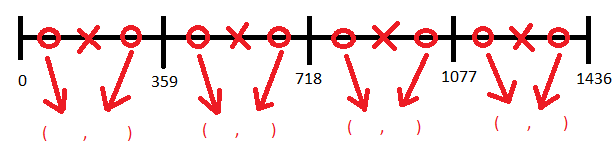 0 359 718 1077 1436
( , ) ( , ) ( , ) ( , )